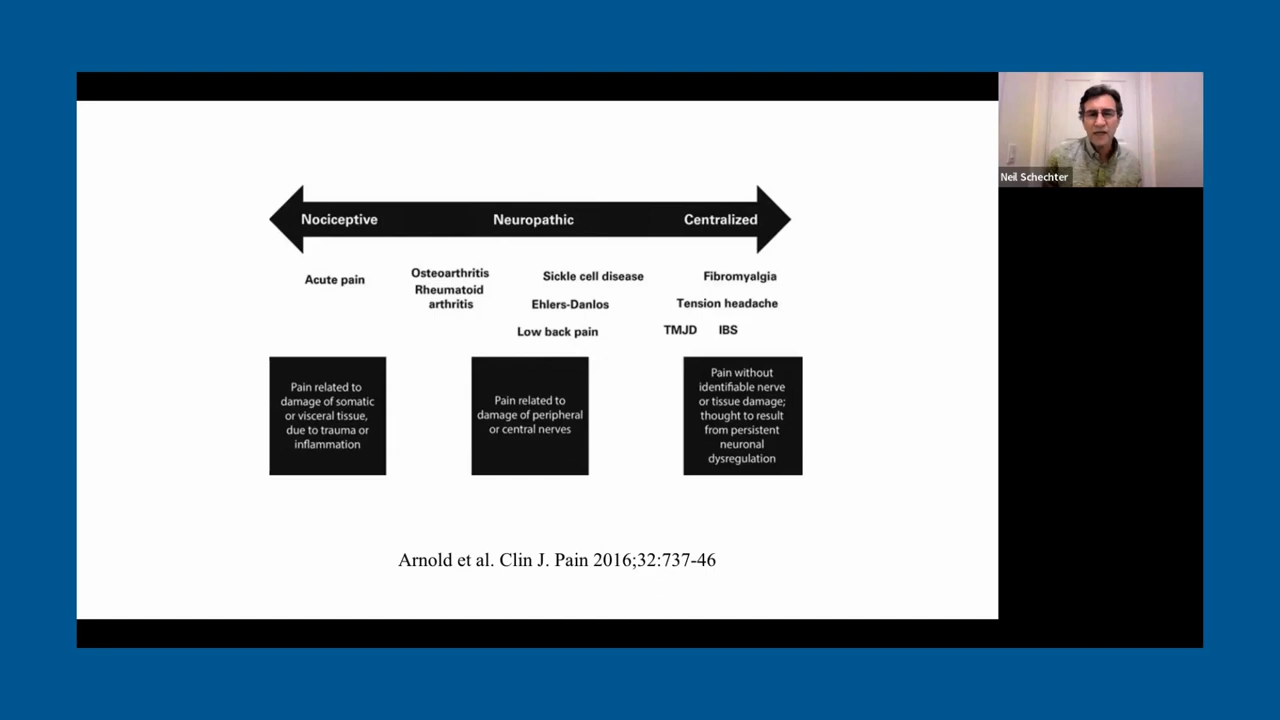 Neil Schechter
Nociceptive Neuropathic Centralized
Acute pain
Osteoarthritis
Rheumatoid
arthritis
Sickle cell disease
Ehlers-Danlos
Low back pain
Fibromyalgia
Tension headache
TMJD IBS
Pain related to
damage of somatic
or visceral tissue,
due to trauma or
inflammation
Pain related to
damage of peripheral
or central nerves
Pain without
identifiable nerve
or tissue damage;
thought to result
from persistent
neuronal
dysregulation
Arnold et al. Clin J. Pain 2016;32:737-46